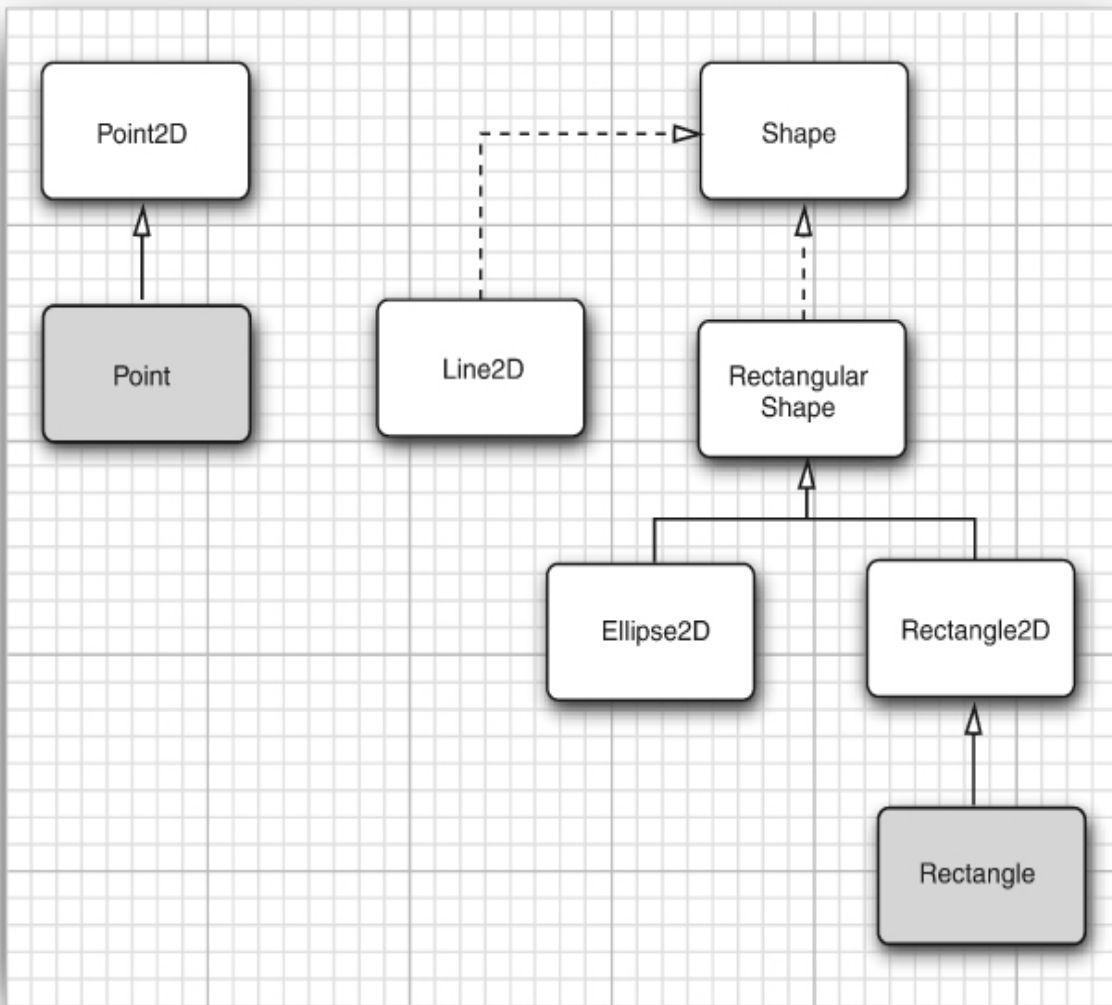 Point2D
Shape
Point
Line2D
Rectangular
Shape
Ellipse2D
Rectangle2D
Rectangle